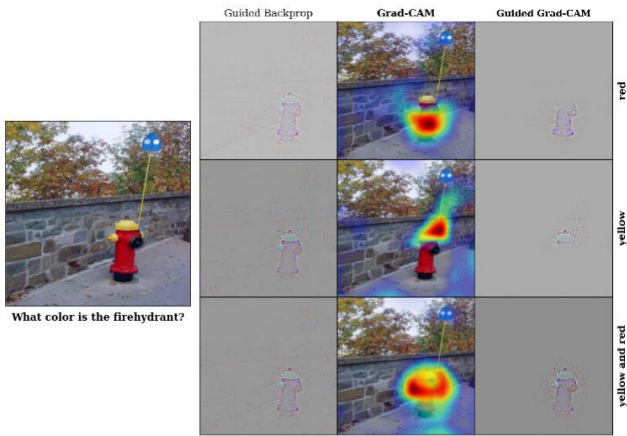 Guided Backprop
Grad-CAM
Guided Grad-CAM
red
yellow
yellow and red
What color is the firehydrant?